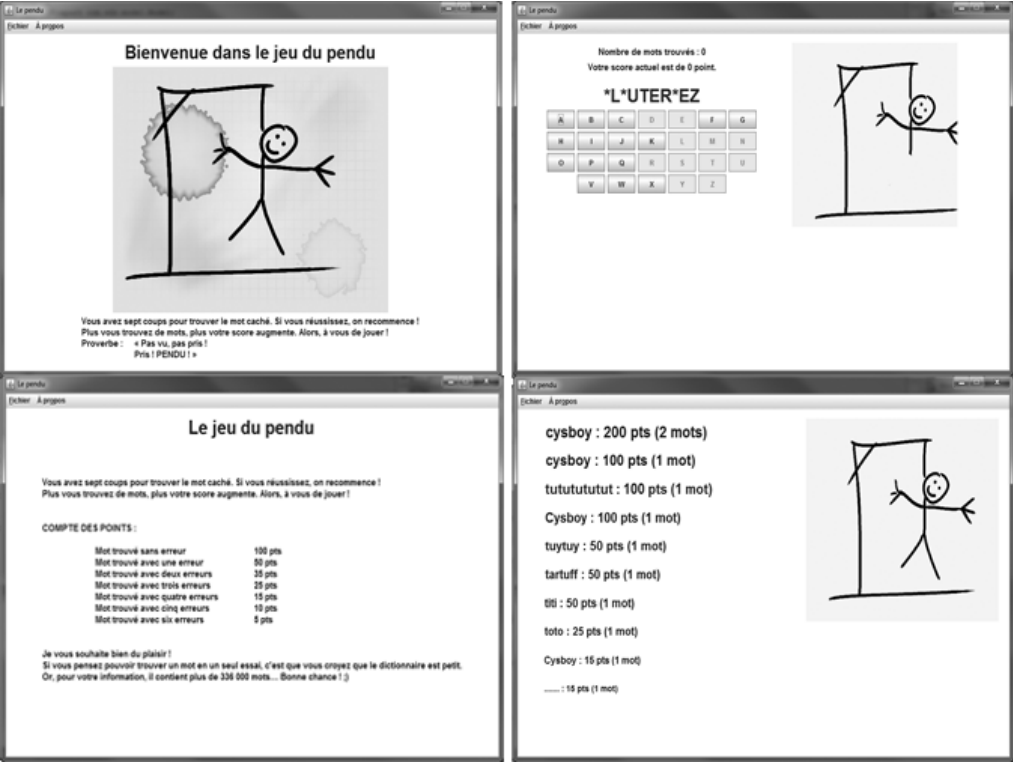 Le pendu
Fichier À propos
Bienvenue dans le jeu du pendu
Vous avez sept coups pour trouver le mot caché. Si vous réussissez, on recommence !
Plus vous trouvez de mots, plus votre score augmente. Alors, à vous de jouer !
Proverbe : « Pas vu, pas pris !
Pris ! PENDU ! »
Le pendu
Fichier À propos
Nombre de mots trouvés : 0
Votre score actuel est de 0 point.
*L*UTER*EZ
A B C D E F G
H I J K L M N
O P Q R S T U
V W X Y Z
Le pendu
Fichier À propos
Le jeu du pendu
Vous avez sept coups pour trouver le mot caché. Si vous réussissez, on recommence !
Plus vous trouvez de mots, plus votre score augmente. Alors, à vous de jouer !
COMPTE DES POINTS :
Mot trouvé sans erreur 100 pts
Mot trouvé avec une erreur 50 pts
Mot trouvé avec deux erreurs 35 pts
Mot trouvé avec trois erreurs 25 pts
Mot trouvé avec quatre erreurs 15 pts
Mot trouvé avec cinq erreurs 10 pts
Mot trouvé avec six erreurs 5 pts
Je vous souhaite bien du plaisir !
Si vous pensez pouvoir trouver un mot en un seul essai, c'est que vous croyez que le dictionnaire est petit.
Or, pour votre information, il contient plus de 336 000 mots... Bonne chance ! ;)
Le pendu
Fichier À propos
cysboy : 200 pts (2 mots)
cysboy : 100 pts (1 mot)
tutututututut : 100 pts (1 mot)
Cysboy : 100 pts (1 mot)
tuytuy : 50 pts (1 mot)
tartuff : 50 pts (1 mot)
titi : 50 pts (1 mot)
toto : 25 pts (1 mot)
Cysboy : 15 pts (1 mot)
....... : 15 pts (1 mot)